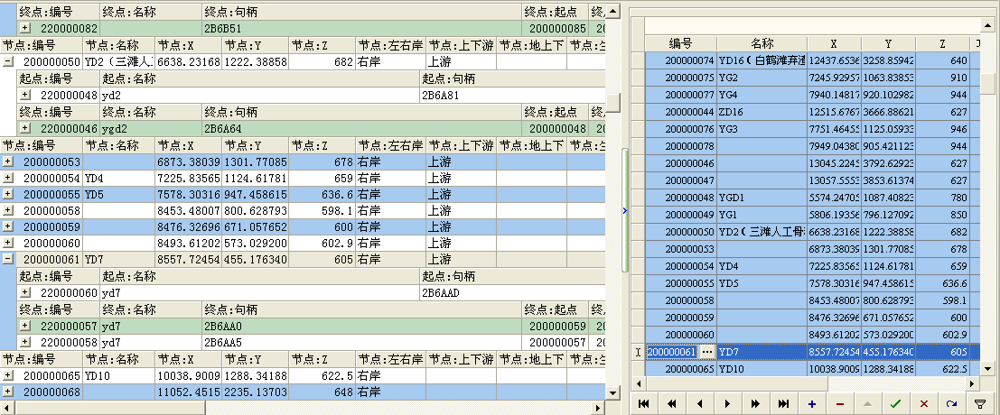 终点:编号 终点:名称 终点:句柄 终点:起点 终点
220000082 2B6B51 200000085 20000
节点:编号 节点:名称 节点:X 节点:Y 节点:Z 节点:左右岸 节点:上下游 节点:地上下
200000050 YD2（三滩人 6638.23168 1222.38858 682 右岸 上游
起点:编号 起点:名称 起点:句柄
220000048 yd2 2B6A81
终点:编号 终点:名称 终点:句柄 终点:起点
220000046 ygd2 2B6A64 200000048
节点:编号 节点:名称 节点:X 节点:Y 节点:Z 节点:左右岸 节点:上下游 节点:地上下
200000053 6873.38039 1301.77085 678 右岸 上游
200000054 YD4 7225.83565 1124.61781 659 右岸 上游
200000055 YD5 7578.30316 947.458615 636.6 右岸 上游
200000058 8453.48007 800.628793 598.1 右岸 上游
200000059 8476.32696 671.057652 600 右岸 上游
200000060 8493.61202 573.029200 602.9 右岸 上游
200000061 YD7 8557.72454 455.176340 605 右岸 上游
起点:编号 起点:名称 起点:句柄
220000060 yd7 2B6AAD
终点:编号 终点:名称 终点:句柄 终点:起点
220000057 yd7 2B6AA0 200000059
220000058 yd7 2B6AA5 200000057
节点:编号 节点:名称 节点:X 节点:Y 节点:Z 节点:左右岸 节点:上下游 节点:地上下
200000065 YD10 10038.9009 1288.34188 622.5 右岸
200000068 11052.4515 2235.13703 648 右岸
编号 名称 X Y Z
200000074 YD16(白鹤滩弃渣 12437.6536 3258.85942 640
200000075 YG2 7245.92957 1063.83853 910
200000077 YG4 7940.14817 920.102982 944
200000044 ZD16 12515.6767 3666.88621 627
200000076 YG3 7751.46455 1125.05933 946
200000078 7949.04380 905.421123 944
200000046 13045.2245 3792.62923 627
200000047 13057.5553 3853.61374 627
200000048 YGD1 5574.24705 1087.40823 780
200000049 YG1 5806.19356 796.127092 850
200000050 YD2(三滩人工骨 6638.23168 1222.38858 682
200000053 6873.38039 1301.77085 678
200000054 YD4 7225.83565 1124.61781 659
200000055 YD5 7578.30316 947.458615 636.6
200000058 8453.48007 800.628793 598.1
200000059 8476.32696 671.057652 600
200000060 8493.61202 573.029200 602.9
200000061 ... YD7 8557.72454 455.176340 605
200000065 YD10 10038.9009 1288.34188 622.5